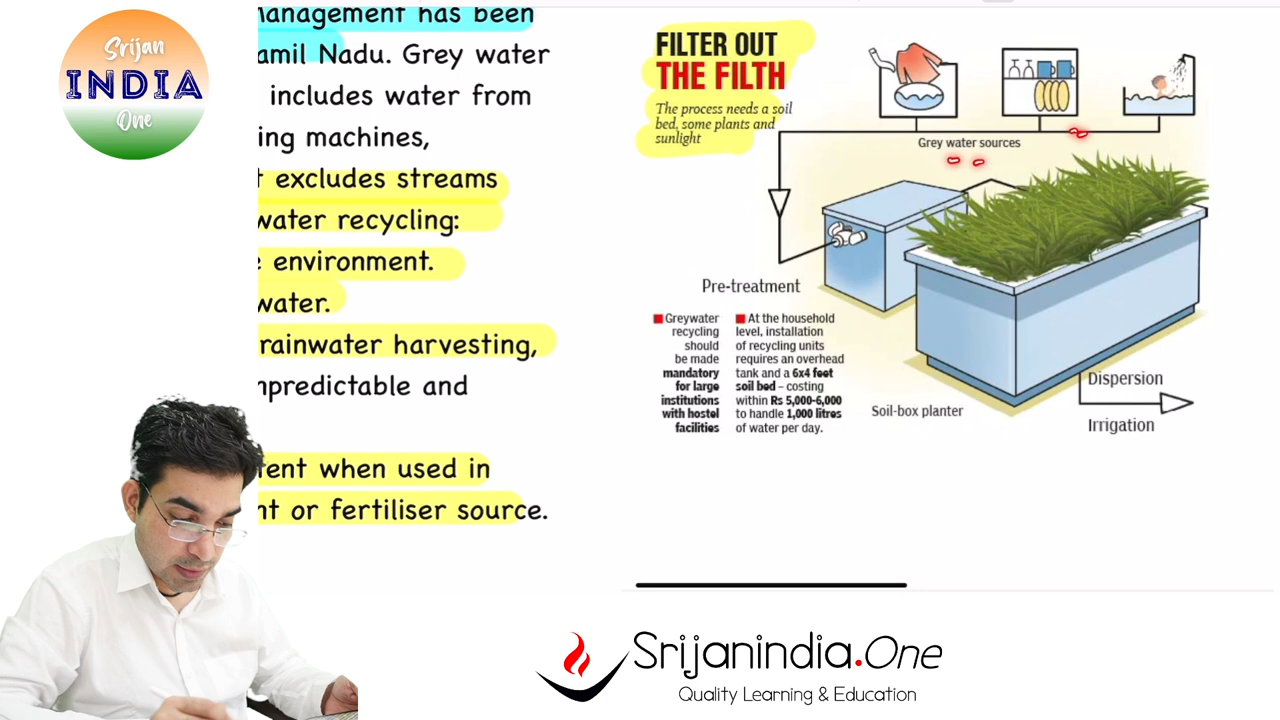 Srijan
INDIA
One
management has been
amil Nadu. Grey water
includes water from
ing machines,
excludes streams
water recycling:
environment.
water.
rainwater harvesting,
npredictable and
ent when used in
nt or fertiliser source.
FILTER OUT
THE FILTH
The process needs a soil
bed, some plants and
sunlight
Grey water sources
Pre-treatment
Greywater
recycling
should
be made
mandatory
for large
institutions
with hostel
facilities
At the household
level, installation
of recycling units
requires an overhead
tank and a 6x4 feet
soil bed – costing
within Rs 5,000-6,000
to handle 1,000 litres
of water per day.
Soil-box planter
Dispersion
Irrigation
Srijanindia.One
Quality Learning & Education